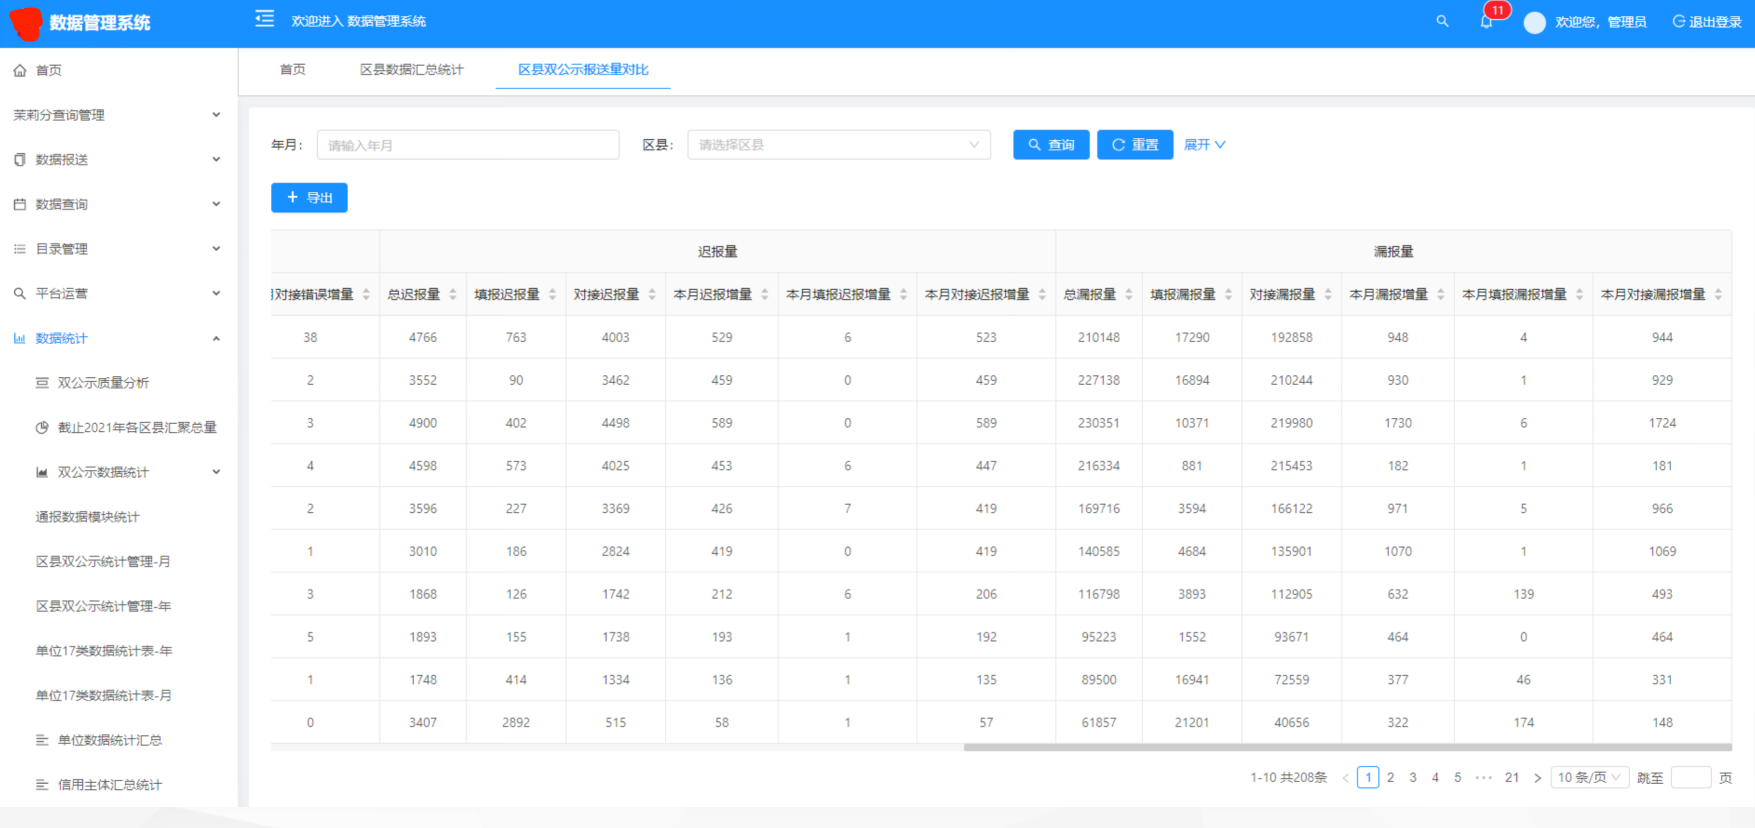 数据管理系统
欢迎进入 数据管理系统
11
欢迎您，管理员
退出登录
首页
茉莉分查询管理
数据报送
数据查询
目录管理
平台运营
数据统计
双公示质量分析
截止2021年各区县汇聚总量
双公示数据统计
通报数据模块统计
区县双公示统计管理-月
区县双公示统计管理-年
单位17类数据统计表-年
单位17类数据统计表-月
单位数据统计汇总
信用主体汇总统计
首页 区县数据汇总统计 区县双公示报送量对比
年月： 请输入年月 区县： 请选择区县 查询 重置 展开
导出
迟报量 漏报量
对接错误增量 总迟报量 填报迟报量 对接迟报量 本月迟报增量 本月填报迟报增量 本月对接迟报增量 总漏报量 填报漏报量 对接漏报量 本月漏报增量 本月填报漏报增量 本月对接漏报增量
38 4766 763 4003 529 6 523 210148 17290 192858 948 4 944
2 3552 90 3462 459 0 459 227138 16894 210244 930 1 929
3 4900 402 4498 589 0 589 230351 10371 219980 1730 6 1724
4 4598 573 4025 453 6 447 216334 881 215453 182 1 181
2 3596 227 3369 426 7 419 169716 3594 166122 971 5 966
1 3010 186 2824 419 0 419 140585 4684 135901 1070 1 1069
3 1868 126 1742 212 6 206 116798 3893 112905 632 139 493
5 1893 155 1738 193 1 192 95223 1552 93671 464 0 464
1 1748 414 1334 136 1 135 89500 16941 72559 377 46 331
0 3407 2892 515 58 1 57 61857 21201 40656 322 174 148
1-10 共208条 < 1 2 3 4 5 ··· 21 > 10 条/页 跳至 页